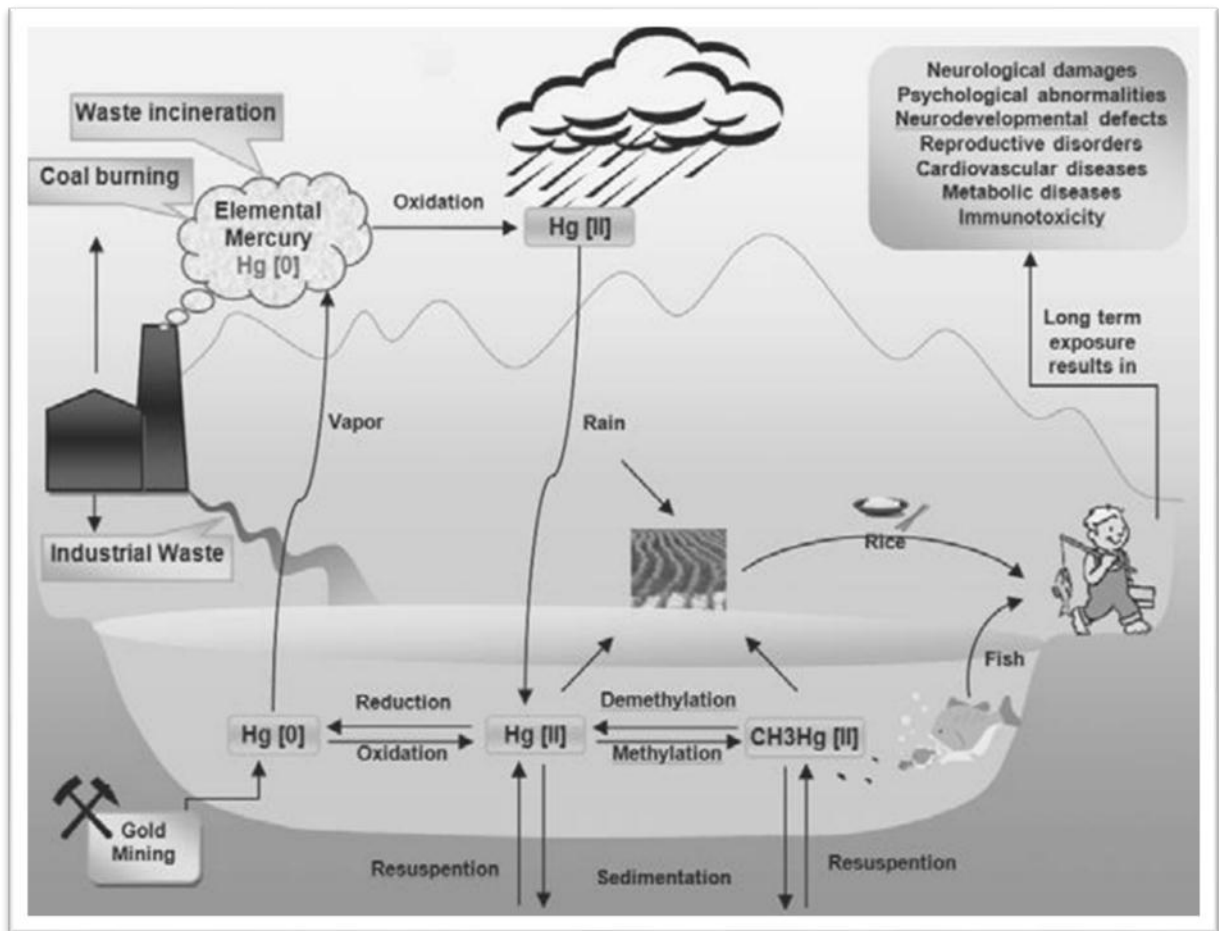 Waste incineration
Coal burning
Elemental
Mercury
Hg [0]
Oxidation
Hg [II]
Neurological damages
Psychological abnormalities
Neurodevelopmental defects
Reproductive disorders
Cardiovascular diseases
Metabolic diseases
Immunotoxicity
Long term
exposure
results in
Vapor
Rain
Industrial Waste
Rice
Fish
Reduction
Demethylation
Hg [0]
Hg [II]
CH3Hg [II]
Oxidation
Methylation
Gold
Mining
Resuspention
Sedimentation
Resuspention